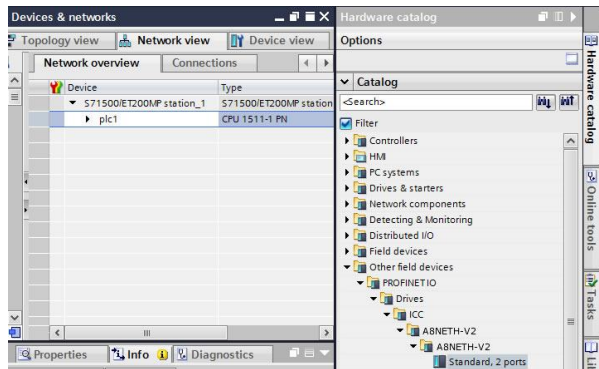 Devices & networks
Topology view
Network view
Device view
Network overview
Connections
Device
Type
S71500/ET200MP station_1
S71500/ET200MP station
plc1
CPU 1511-1 PN
Properties
Info
Diagnostics
Hardware catalog
Options
Catalog
<Search>
Filter
Controllers
HMI
PC systems
Drives & starters
Network components
Detecting & Monitoring
Distributed I/O
Field devices
Other field devices
PROFINET IO
Drives
ICC
A8NETH-V2
A8NETH-V2
Standard, 2 ports
Hardware catalog
Online tools
Tasks